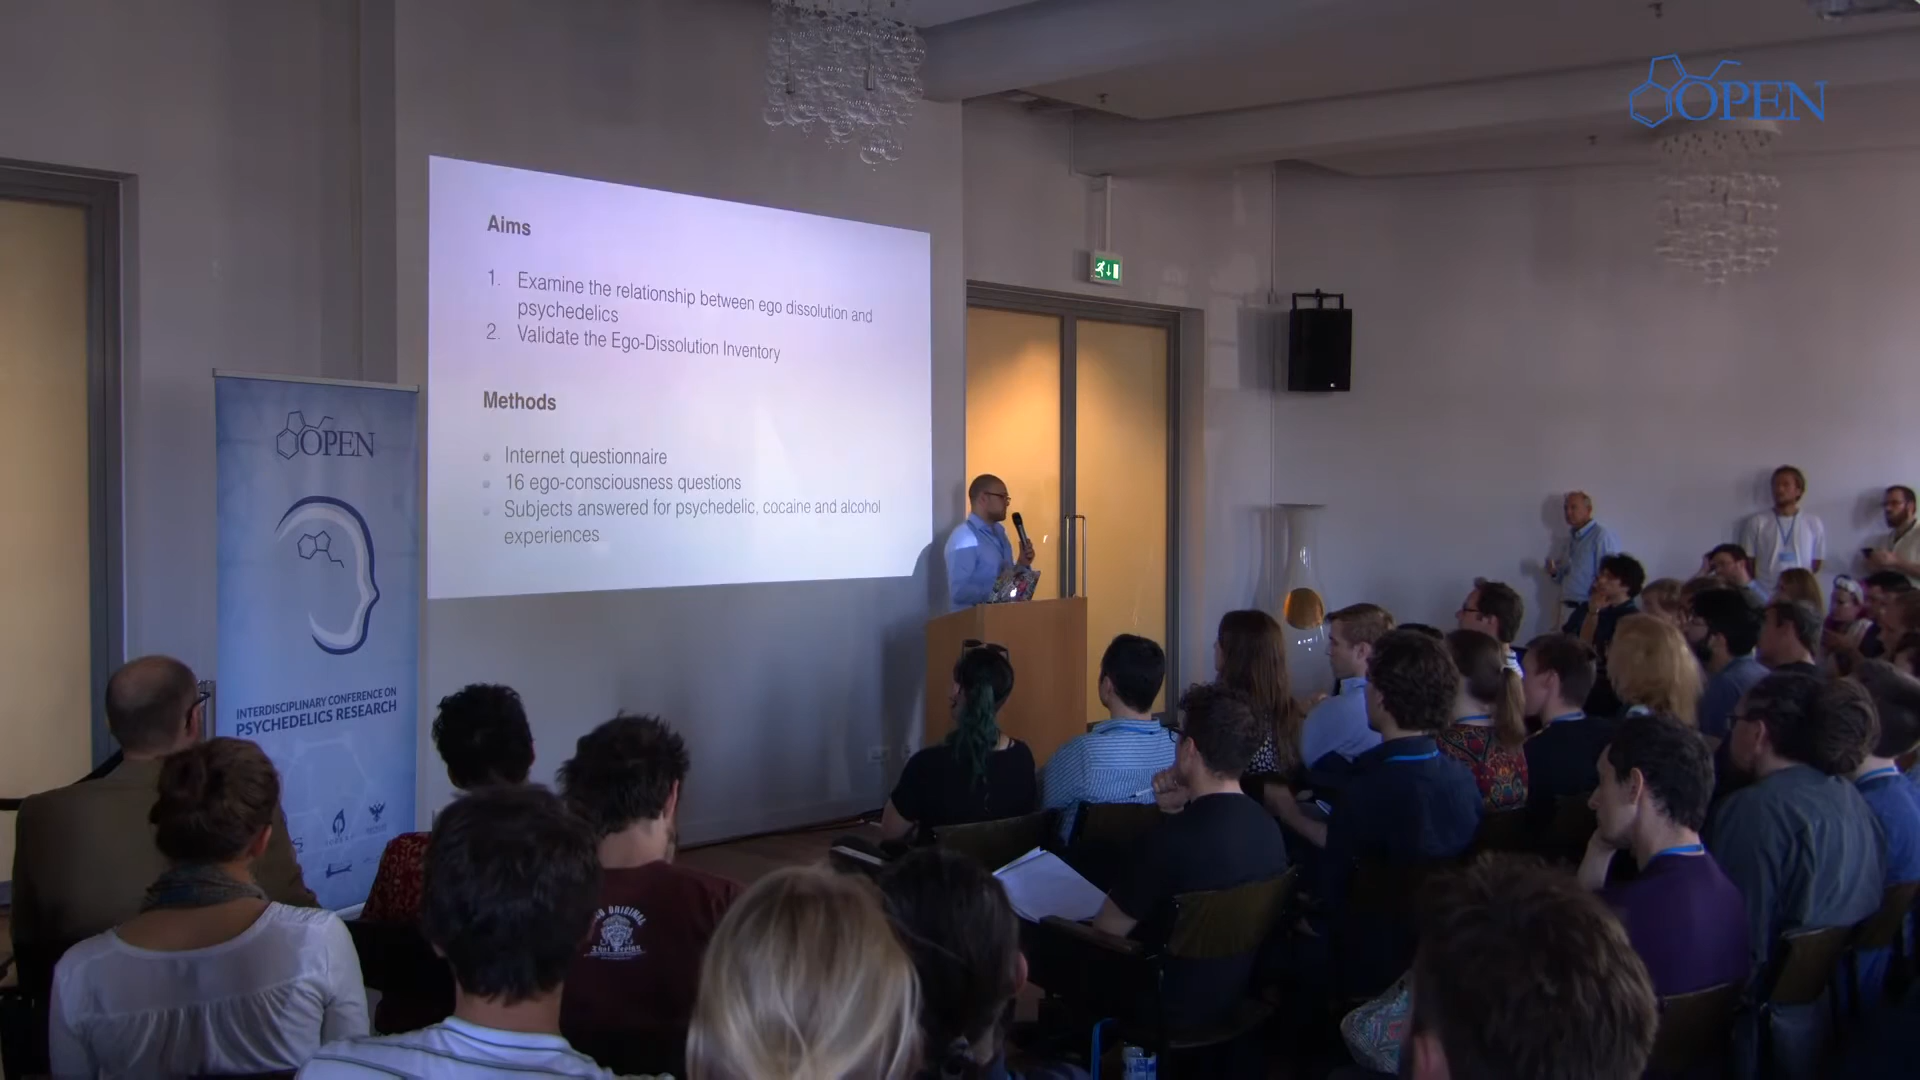 OPEN
Aims
1. Examine the relationship between ego dissolution and
psychedelics
2. Validate the Ego-Dissolution Inventory
Methods
Internet questionnaire
16 ego-consciousness questions
Subjects answered for psychedelic, cocaine and alcohol
experiences
OPEN
INTERDISCIPLINARY CONFERENCE ON
PSYCHEDELICS RESEARCH
ORIGINAL